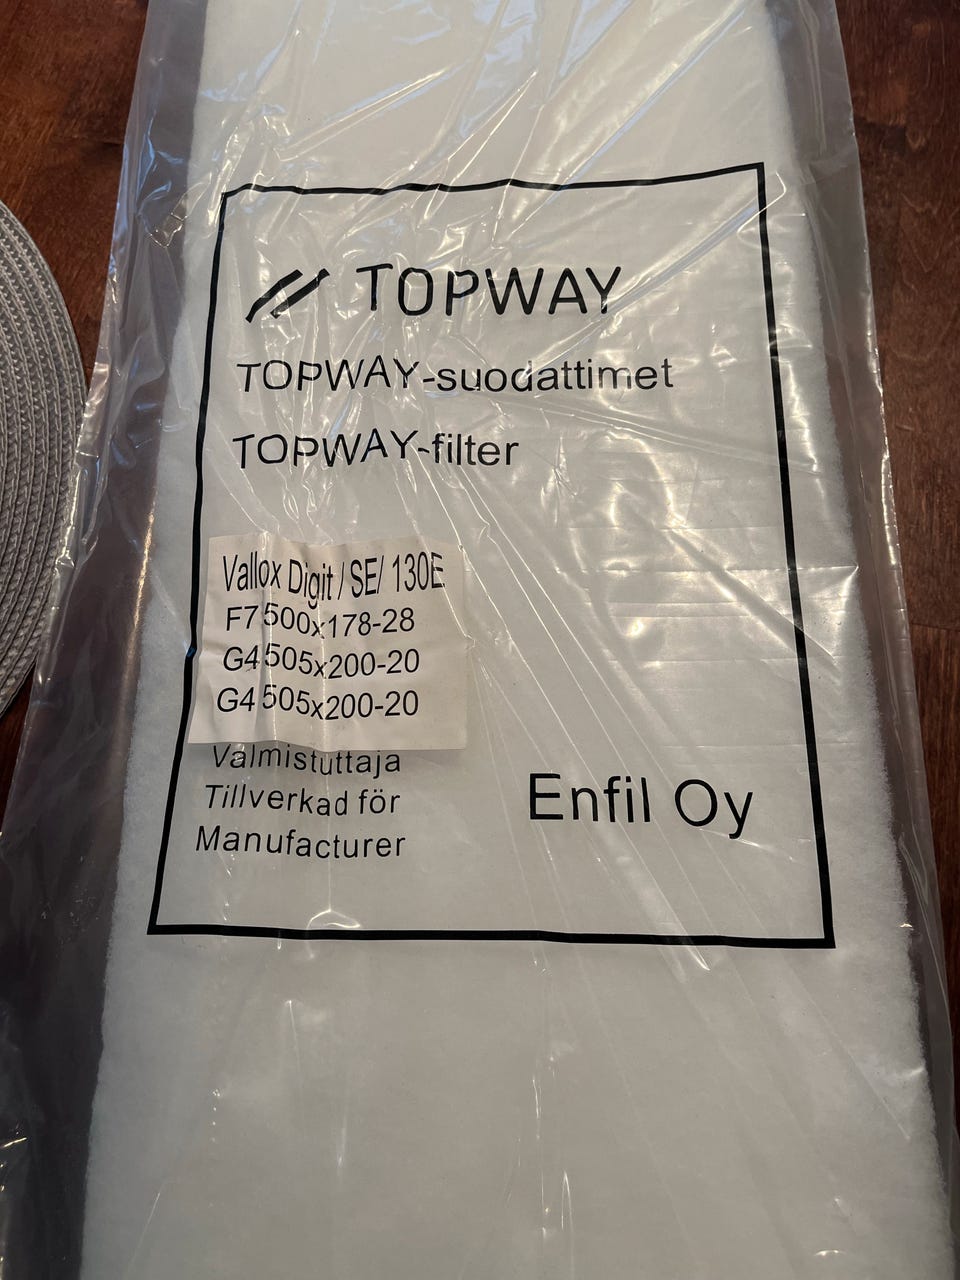 TOPWAY
TOPWAY-suodattimet
TOPWAY-filter
Vallox Digit / SE/ 130E
F7 500x178-28
G4 505x200-20
G4 505x200-20
Valmistuttaja
Tillverkad för
Manufacturer
Enfil Oy